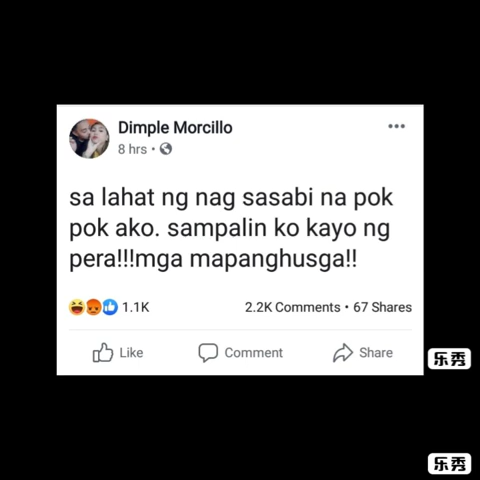 Dimple Morcillo
8 hrs •
sa lahat ng nag sasabi na pok
pok ako. sampalin ko kayo ng
pera!!!mga mapanghusga!!
1.1K 2.2K Comments • 67 Shares
Like Comment Share
乐秀
乐秀